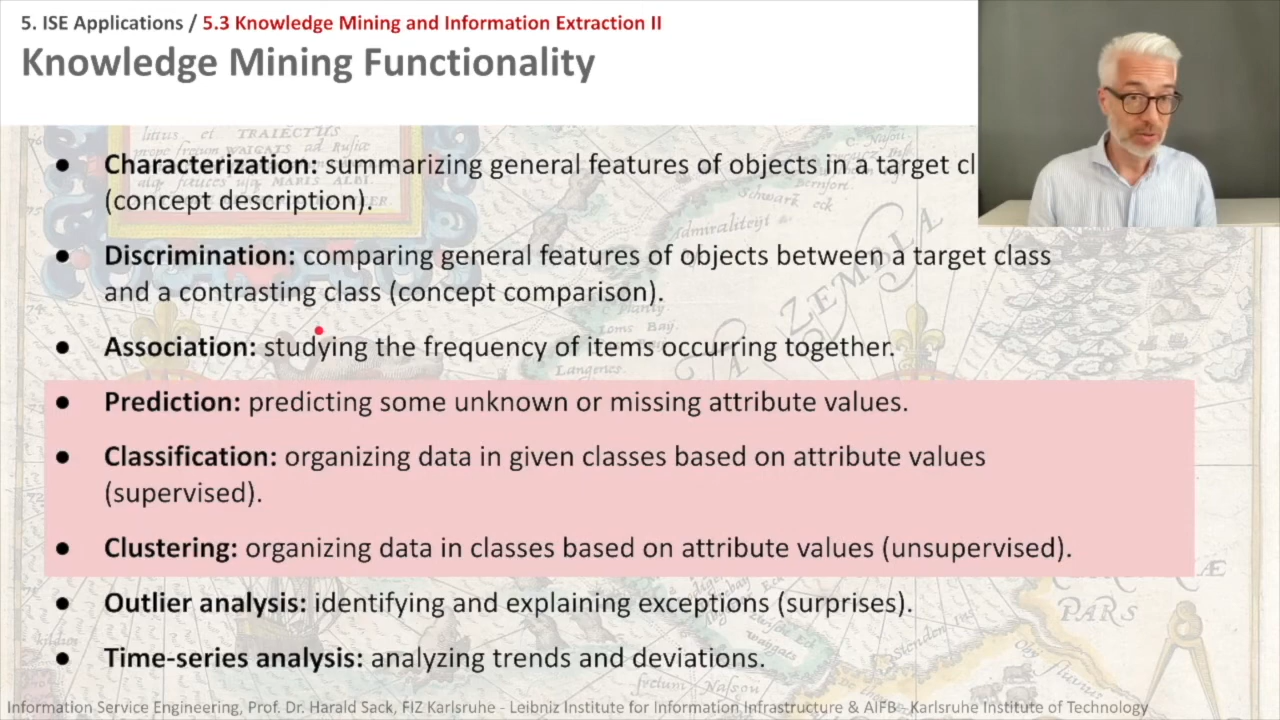 5. ISE Applications / 5.3 Knowledge Mining and Information Extraction II
Knowledge Mining Functionality
● Characterization: summarizing general features of objects in a target cl
(concept description).
● Discrimination: comparing general features of objects between a target class
and a contrasting class (concept comparison).
● Association: studying the frequency of items occurring together.
● Prediction: predicting some unknown or missing attribute values.
● Classification: organizing data in given classes based on attribute values
(supervised).
● Clustering: organizing data in classes based on attribute values (unsupervised).
● Outlier analysis: identifying and explaining exceptions (surprises).
● Time-series analysis: analyzing trends and deviations.
Information Service Engineering, Prof. Dr. Harald Sack, FIZ Karlsruhe - Leibniz Institute for Information Infrastructure & AIFB - Karlsruhe Institute of Technology